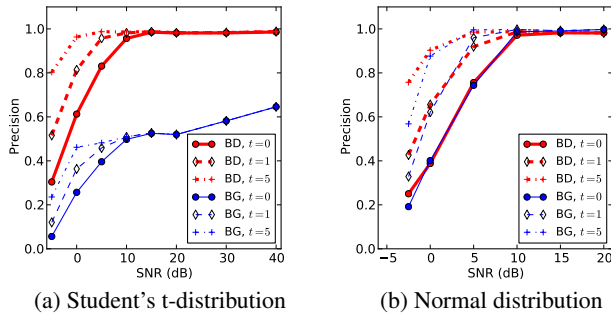 1.0
0.8
0.6
0.4
0.2
0.0
Precision
0 10 20 30 40
SNR (dB)
BD, t=0
BD, t=1
BD, t=5
BG, t=0
BG, t=1
BG, t=5
(a) Student's t-distribution
1.0
0.8
0.6
0.4
0.2
0.0
Precision
−5 0 5 10 15 20
SNR (dB)
BD, t=0
BD, t=1
BD, t=5
BG, t=0
BG, t=1
BG, t=5
(b) Normal distribution